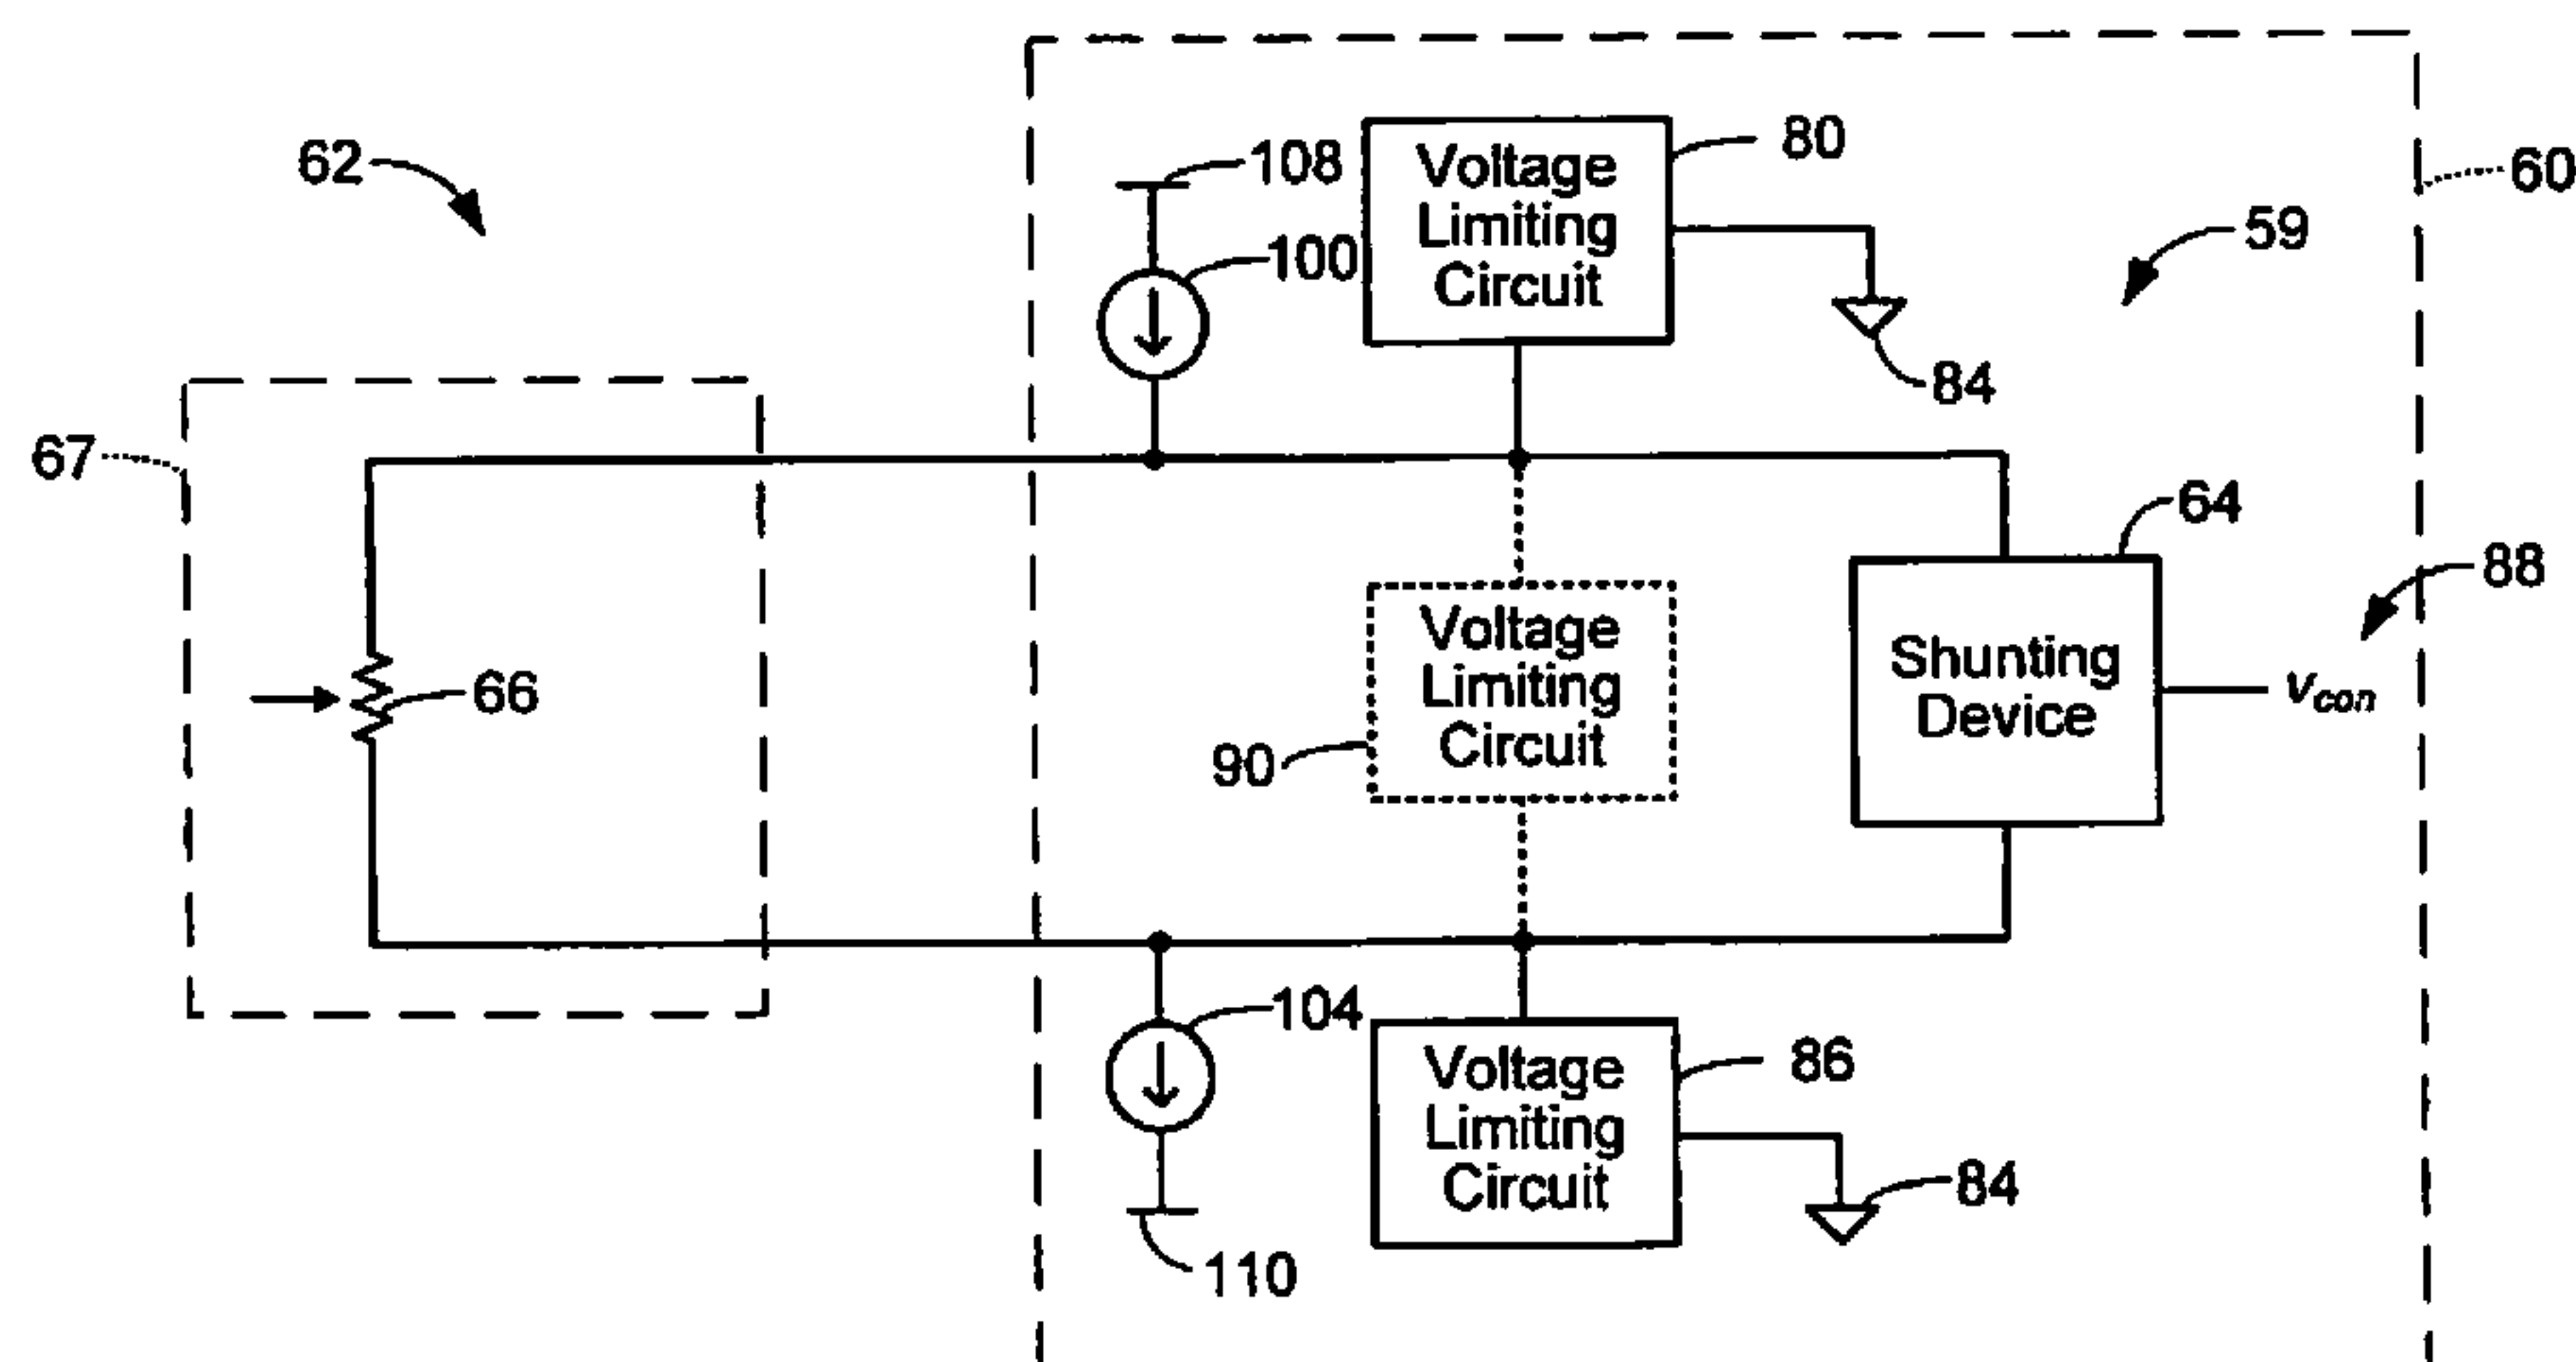 62
108
100
Voltage
Limiting
Circuit
80
60
59
84
67
64
88
66
Voltage
Limiting
Circuit
90
Shunting
Device
vcon
104
Voltage
Limiting
Circuit
86
84
110